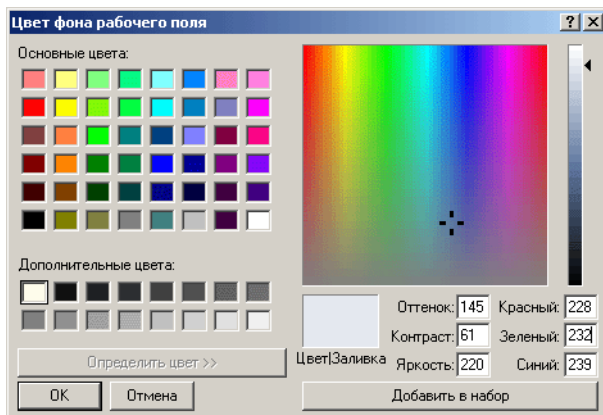 Цвет фона рабочего поля
Основные цвета:
Дополнительные цвета:
Определить цвет >>
ОК
Отмена
Цвет|Заливка
Оттенок: 145
Контраст: 61
Яркость: 220
Красный: 228
Зеленый: 232
Синий: 239
Добавить в набор